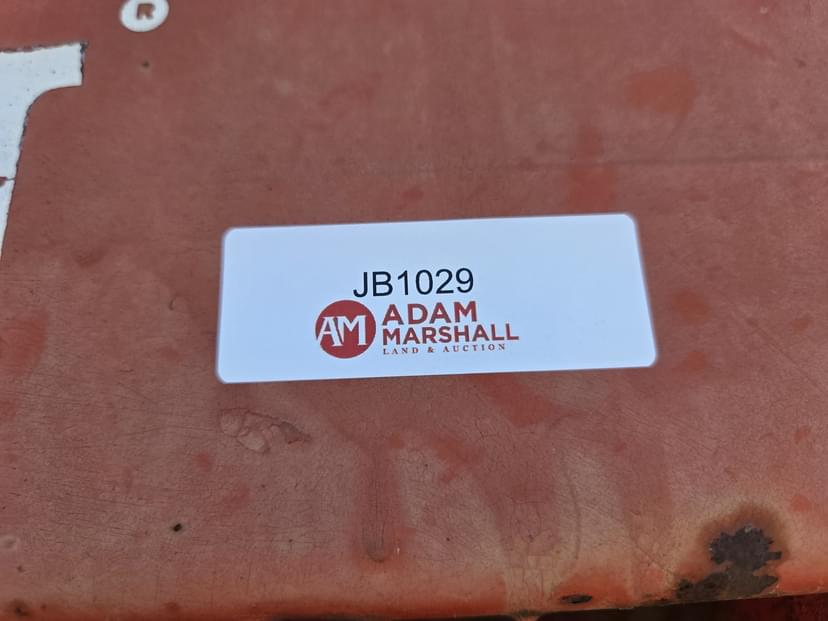 ®
JB1029
AM
ADAM
MARSHALL
LAND & AUCTION